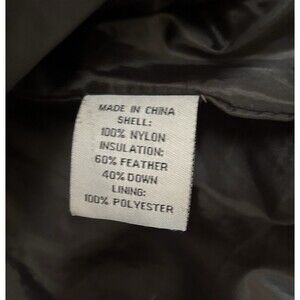 MADE IN CHINA
SHELL:
100% NYLON
INSULATION:
60% FEATHER
40% DOWN
LINING:
100% POLYESTER